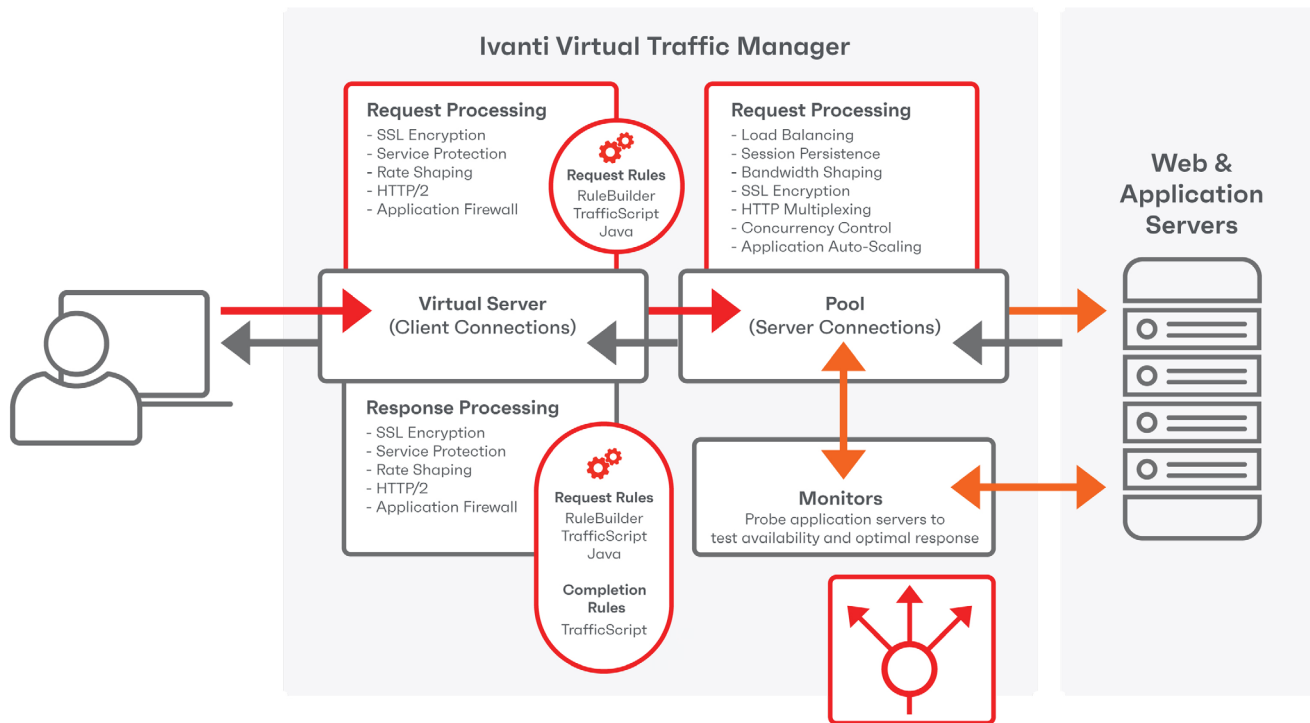 Ivanti Virtual Traffic Manager
Request Processing
- SSL Encryption
- Service Protection
- Rate Shaping
- HTTP/2
- Application Firewall
Request Rules
RuleBuilder
TrafficScript
Java
Request Processing
- Load Balancing
- Session Persistence
- Bandwidth Shaping
- SSL Encryption
- HTTP Multiplexing
- Concurrency Control
- Application Auto-Scaling
Web &
Application
Servers
Virtual Server
(Client Connections)
Pool
(Server Connections)
Response Processing
- SSL Encryption
- Service Protection
- Rate Shaping
- HTTP/2
- Application Firewall
Request Rules
RuleBuilder
TrafficScript
Java
Completion
Rules
TrafficScript
Monitors
Probe application servers to
test availability and optimal response